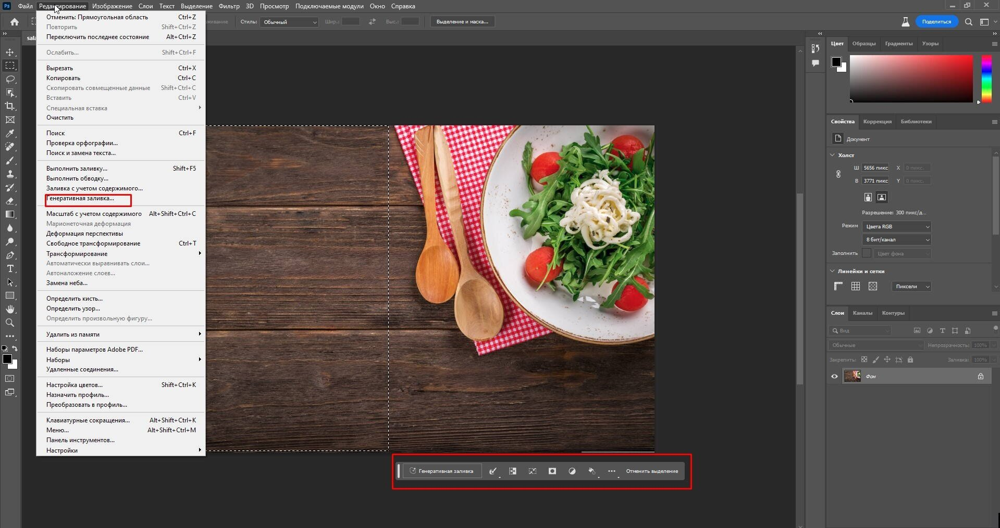 Ps Файл Редактирование Изображение Слои Текст Выделение Фильтр 3D Просмотр Подключаемые модули Окно Справка
Стиль: Обычный Шир.: Выс.: Выделение и маска... Поделиться
sala
Отменить: Прямоугольная область Ctrl+Z
Повторить Shift+Ctrl+Z
Переключить последнее состояние Alt+Ctrl+Z
Ослабить... Shift+Ctrl+F
Вырезать Ctrl+X
Копировать Ctrl+C
Скопировать совмещенные данные Shift+Ctrl+C
Вставить Ctrl+V
Специальная вставка
Очистить
Поиск Ctrl+F
Проверка орфографии...
Поиск и замена текста...
Выполнить заливку... Shift+F5
Выполнить обводку...
Заливка с учетом содержимого...
Генеративная заливка...
Масштаб с учетом содержимого Alt+Shift+Ctrl+C
Марионеточная деформация
Деформация перспективы
Свободное трансформирование Ctrl+T
Трансформирование
Автоматически выравнивать слои...
Автоналожение слоев...
Замена неба...
Определить кисть...
Определить узор...
Определить произвольную фигуру...
Удалить из памяти
Наборы параметров Adobe PDF...
Наборы
Удаленные соединения...
Настройка цветов... Shift+Ctrl+K
Назначить профиль...
Преобразовать в профиль...
Клавиатурные сокращения... Alt+Shift+Ctrl+K
Меню... Alt+Shift+Ctrl+M
Панель инструментов...
Настройки
Генеративная заливка Отменить выделение
Цвет Образцы Градиенты Узоры
Свойства Коррекция Библиотеки
Документ
Холст
Ш 5656 пикс X 0 пикс.
В 3771 пикс Y 0 пикс.
Разрешение: 300 пикс/д...
Режим Цвета RGB
8 бит/канал
Заполнить Цвет фона
Линейки и сетки
Пиксели
Слои Каналы Контуры
Вид
Обычные Непрозрачность: 100%
Закрепить: Заливка: 100%
Фон